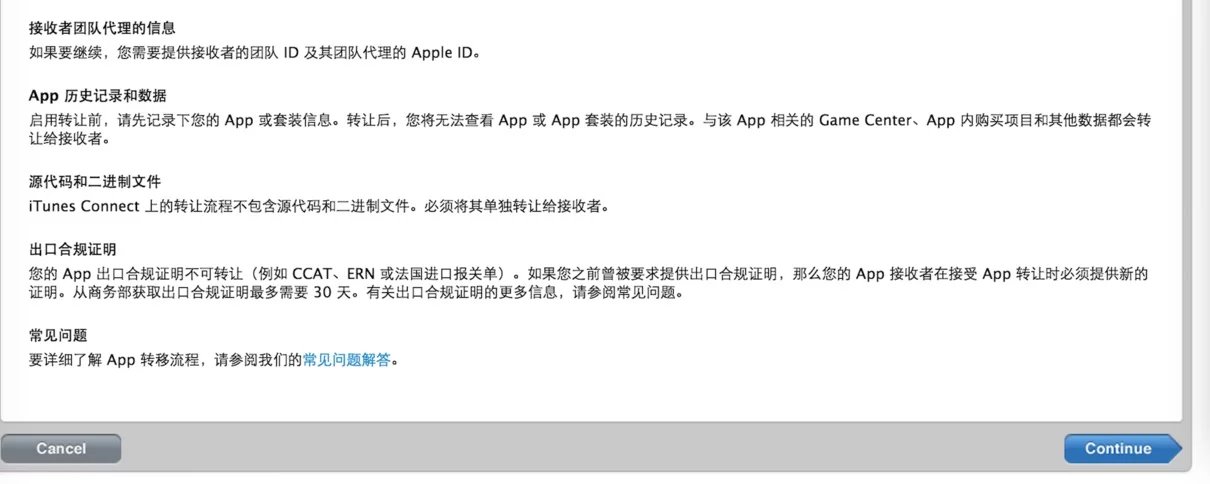 接收者团队代理的信息
如果要继续，您需要提供接收者的团队 ID 及其团队代理的 Apple ID。
App 历史记录和数据
启用转让前，请先记录下您的 App 或套装信息。转让后，您将无法查看 App 或 App 套装的历史记录。与该 App 相关的 Game Center、App 内购买项目和其他数据都会转
让给接收者。
源代码和二进制文件
iTunes Connect 上的转让流程不包含源代码和二进制文件。必须将其单独转让给接收者。
出口合规证明
您的 App 出口合规证明不可转让（例如 CCAT、ERN 或法国进口报关单）。如果您之前曾被要求提供出口合规证明，那么您的 App 接收者在接受 App 转让时必须提供新的
证明。从商务部获取出口合规证明最多需要 30 天。有关出口合规证明的更多信息，请参阅常见问题。
常见问题
要详细了解 App 转移流程，请参阅我们的常见问题解答。
Cancel
Continue